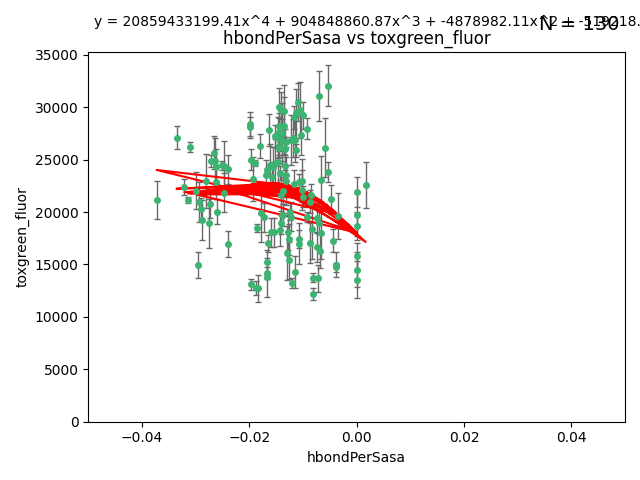 y = 20859433199.41x^4 + 904848860.87x^3 + -4878982.11x^2 +
N = 130
hbondPerSasa vs toxgreen_fluor
35000
30000
25000
20000
15000
10000
5000
0
toxgreen_fluor
−0.04 −0.02 0.00 0.02 0.04
hbondPerSasa